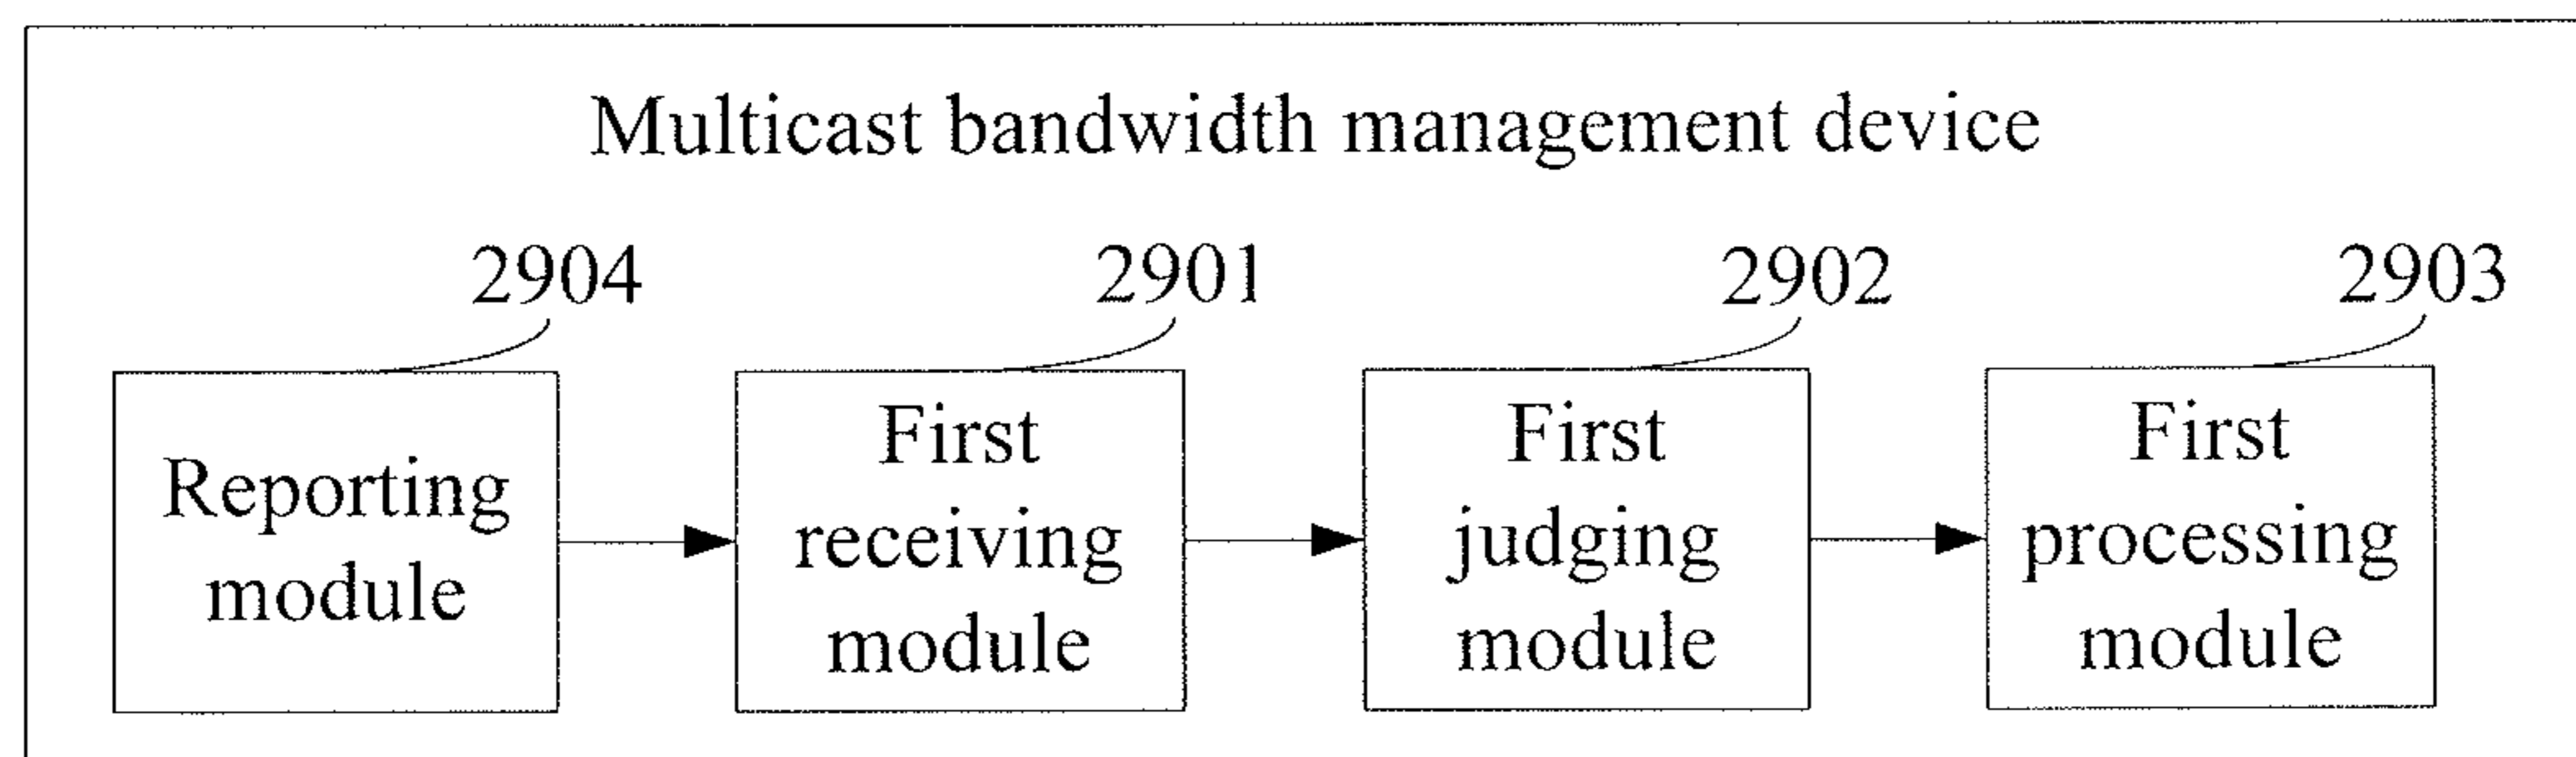 Multicast bandwidth management device
2904
2901
2902
2903
Reporting
module
First
receiving
module
First
judging
module
First
processing
module